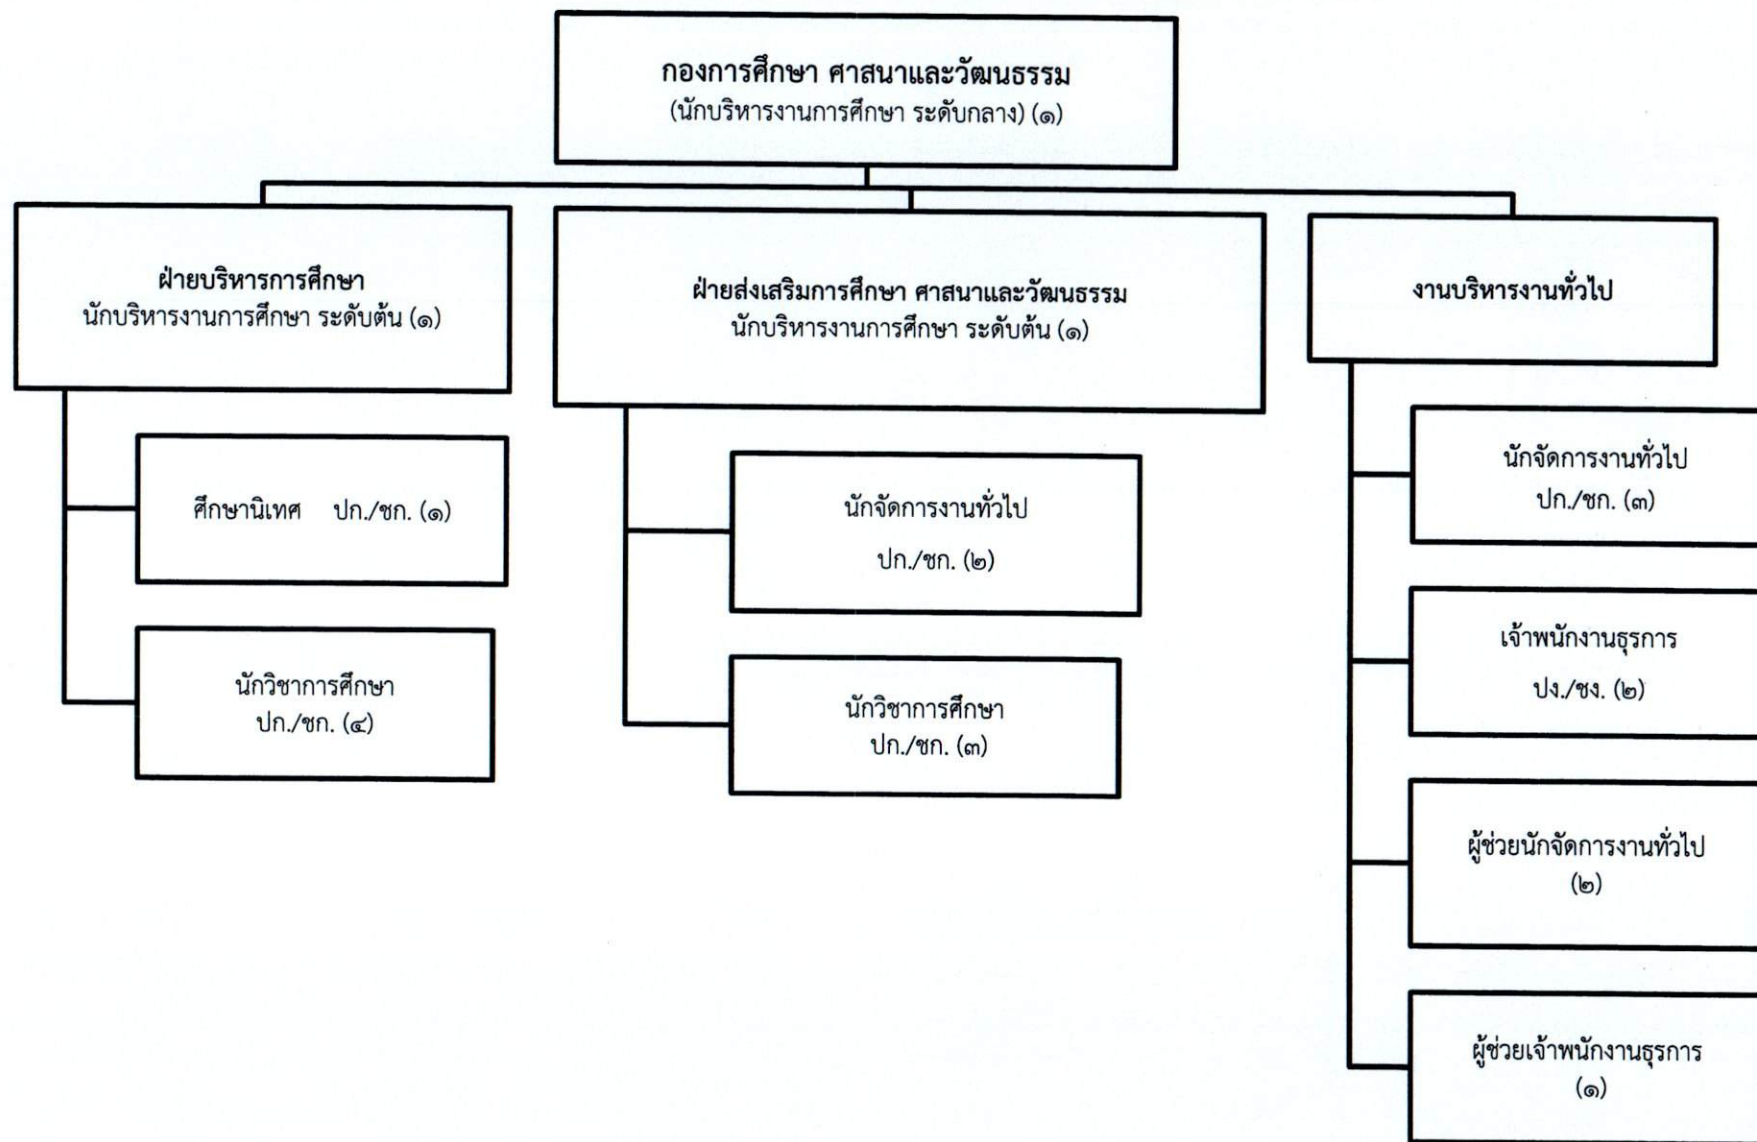 กองการศึกษา ศาสนาและวัฒนธรรม
(นักบริหารงานการศึกษา ระดับกลาง) (๑)
ฝ่ายบริหารการศึกษา
นักบริหารงานการศึกษา ระดับต้น (๑)
ศึกษานิเทศ ปก./ชก. (๑)
นักวิชาการศึกษา
ปก./ชก. (๔)
ฝ่ายส่งเสริมการศึกษา ศาสนาและวัฒนธรรม
นักบริหารงานการศึกษา ระดับต้น (๑)
นักจัดการงานทั่วไป
ปก./ชก. (๒)
นักวิชาการศึกษา
ปก./ชก. (๓)
งานบริหารงานทั่วไป
นักจัดการงานทั่วไป
ปก./ชก. (๓)
เจ้าพนักงานธุรการ
ปง./ชง. (๒)
ผู้ช่วยนักจัดการงานทั่วไป
(๒)
ผู้ช่วยเจ้าพนักงานธุรการ
(๑)